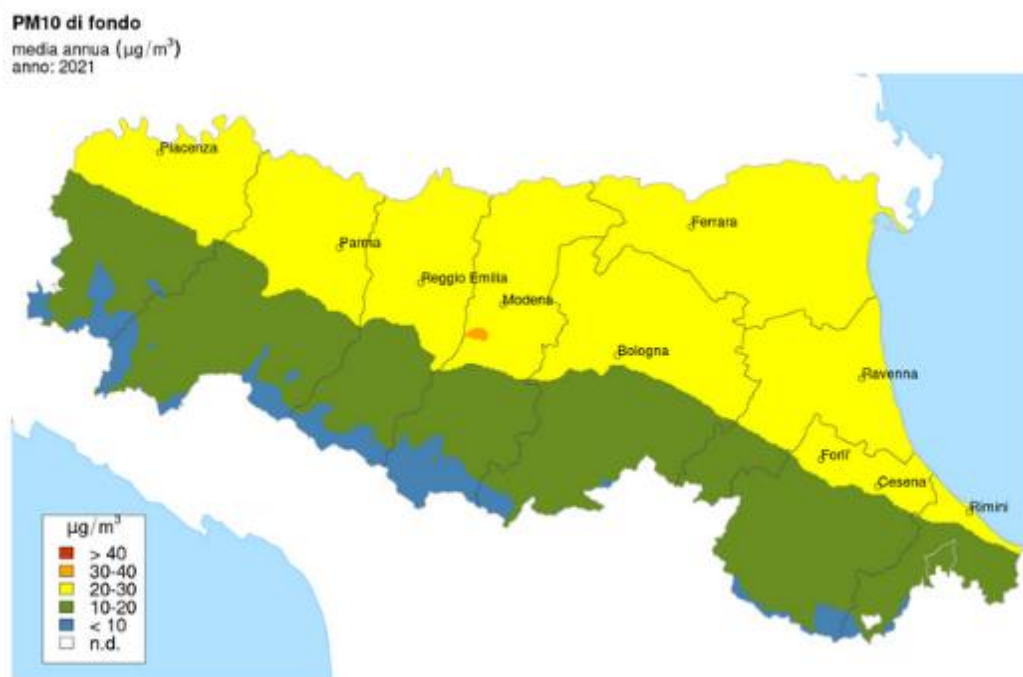 PM10 di fondo
media annua (µg/m³)
anno: 2021
Piacenza
Parma
Reggio Emilia
Modena
Ferrara
Bologna
Ravenna
Forli'
Cesena
Rimini
µg/m³
> 40
30-40
20-30
10-20
< 10
n.d.